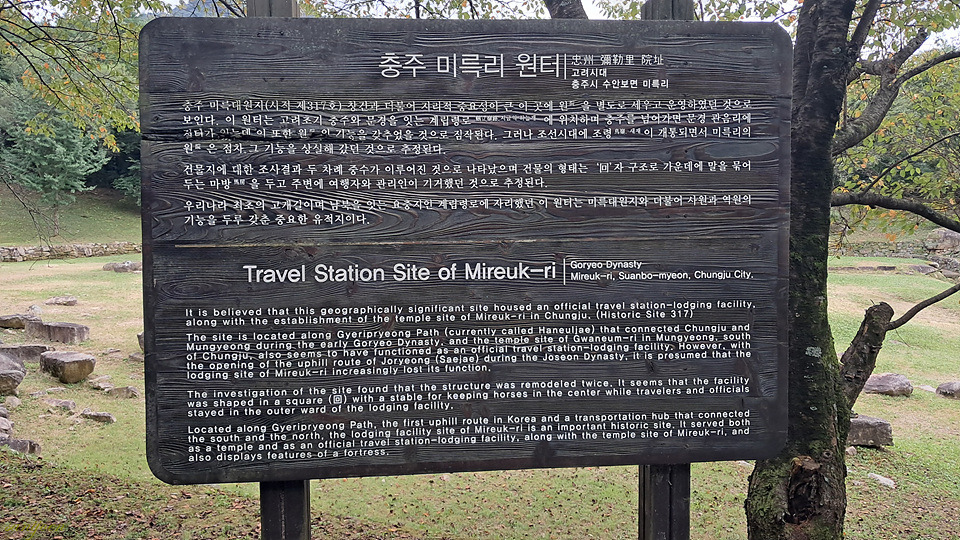 충주 미륵리 원터
忠州 彌勒里 院址
고려시대
충주시 수안보면 미륵리
충주 미륵대원지(사적 제317호) 창건과 더불어 지리적 중요성이 큰 이 곳에 원을 별도로 세우고 운영하였던 것으로
보인다. 이 원터는 고려초기 충주와 문경을 잇는 계립령로에 위치하며 충주를 넘어가면 문경 관음리에
절터가 있는데 이 또한 원의 기능을 갖추었을 것으로 짐작된다. 그러나 조선시대에 조령이 개통되면서 미륵리의
원은 점차 그 기능을 상실해 갔던 것으로 추정된다.
건물지에 대한 조사결과 두 차례 중수가 이루어진 것으로 나타났으며 건물의 형태는 '回'자 구조로 가운데에 말을 묶어
두는 마방을 두고 주변에 여행자와 관리인이 기거했던 것으로 추정된다.
우리나라 최초의 고갯길이며 남북을 잇는 요충지인 계립령로에 자리했던 이 원터는 미륵대원지와 더불어 사원과 역원의
기능을 두루 갖춘 중요한 유적지이다.
Travel Station Site of Mireuk-ri
Goryeo Dynasty
Mireuk-ri, Suanbo-myeon, Chungju City.
It is believed that this geographically significant site housed an official travel station-lodging facility,
along with the establishment of the temple site of Mireuk-ri in Chungju. (Historic Site 317)
The site is located along Gyeripryeong Path (currently called Haneuljae) that connected Chungju and
Mungyeong during the early Goryeo Dynasty, and the temple site of Gwaneum-ri in Mungyeong, south
of Chungju, also seems to have functioned as an official travel station-lodging facility. However, with
the opening of the uphill route of Joryeong (Saejae) during the Joseon Dynasty, it is presumed that the
lodging site of Mireuk-ri increasingly lost its function.
The investigation of the site found that the structure was remodeled twice. It seems that the facility
was shaped in a square (回) with a stable for keeping horses in the center while travelers and officials
stayed in the outer ward of the lodging facility.
Located along Gyeripryeong Path, the first uphill route in Korea and a transportation hub that connected
the south and the north, the lodging facility site of Mireuk-ri is an important historic site. It served both
as a temple and as an official travel station-lodging facility, along with the temple site of Mireuk-ri, and
also displays features of a fortress.